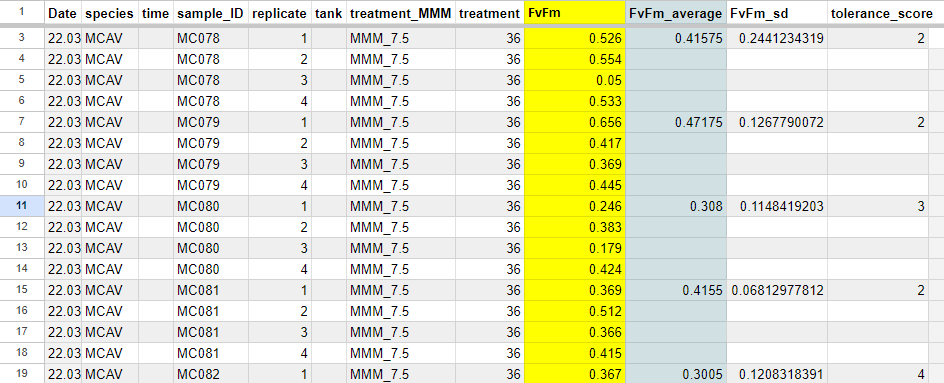 1 Date species time sample_ID replicate tank treatment_MMM treatment FvFm FvFm_average FvFm_sd tolerance_score
3 22.03 MCAV MC078 1 MMM_7.5 36 0.526 0.41575 0.2441234319 2
4 22.03 MCAV MC078 2 MMM_7.5 36 0.554
5 22.03 MCAV MC078 3 MMM_7.5 36 0.05
6 22.03 MCAV MC078 4 MMM_7.5 36 0.533
7 22.03 MCAV MC079 1 MMM_7.5 36 0.656 0.47175 0.1267790072 2
8 22.03 MCAV MC079 2 MMM_7.5 36 0.417
9 22.03 MCAV MC079 3 MMM_7.5 36 0.369
10 22.03 MCAV MC079 4 MMM_7.5 36 0.445
11 22.03 MCAV MC080 1 MMM_7.5 36 0.246 0.308 0.1148419203 3
12 22.03 MCAV MC080 2 MMM_7.5 36 0.383
13 22.03 MCAV MC080 3 MMM_7.5 36 0.179
14 22.03 MCAV MC080 4 MMM_7.5 36 0.424
15 22.03 MCAV MC081 1 MMM_7.5 36 0.369 0.4155 0.06812977812 2
16 22.03 MCAV MC081 2 MMM_7.5 36 0.512
17 22.03 MCAV MC081 3 MMM_7.5 36 0.366
18 22.03 MCAV MC081 4 MMM_7.5 36 0.415
19 22.03 MCAV MC082 1 MMM_7.5 36 0.367 0.3005 0.1208318391 4